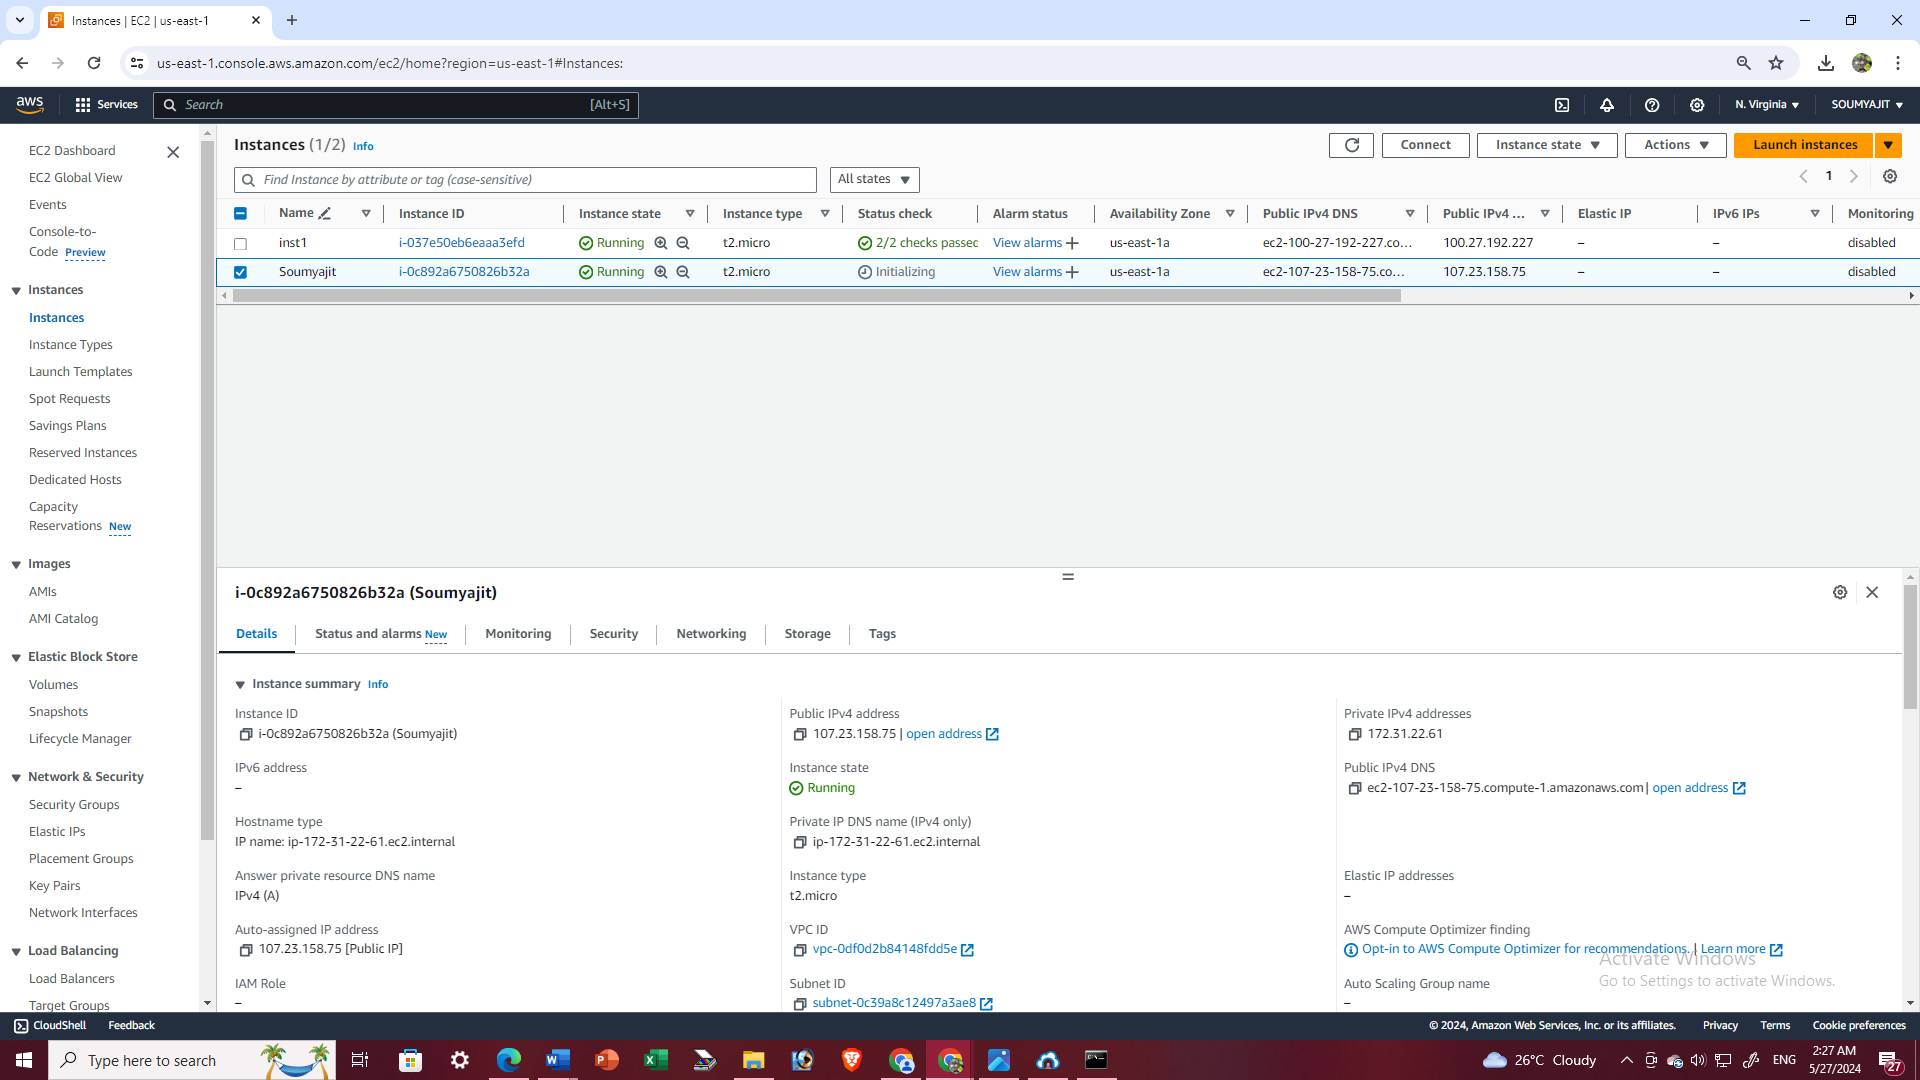 Instances | EC2 | us-east-1
us-east-1.console.aws.amazon.com/ec2/home?region=us-east-1#Instances:
aws Services Search [Alt+S] N. Virginia SOUMYAJIT
EC2 Dashboard
EC2 Global View
Events
Console-to-
Code Preview
Instances
Instances
Instance Types
Launch Templates
Spot Requests
Savings Plans
Reserved Instances
Dedicated Hosts
Capacity
Reservations New
Images
AMIs
AMI Catalog
Elastic Block Store
Volumes
Snapshots
Lifecycle Manager
Network & Security
Security Groups
Elastic IPs
Placement Groups
Key Pairs
Network Interfaces
Load Balancing
Load Balancers
Target Groups
Instances (1/2) Info Connect Instance state Actions Launch instances
Find Instance by attribute or tag (case-sensitive) All states 1
Name Instance ID Instance state Instance type Status check Alarm status Availability Zone Public IPv4 DNS Public IPv4 ... Elastic IP IPv6 IPs Monitoring
inst1 i-037e50eb6eaaa3efd Running t2.micro 2/2 checks passec View alarms + us-east-1a ec2-100-27-192-227.co... 100.27.192.227 – – disabled
Soumyajit i-0c892a6750826b32a Running t2.micro Initializing View alarms + us-east-1a ec2-107-23-158-75.co... 107.23.158.75 – – disabled
i-0c892a6750826b32a (Soumyajit)
Details Status and alarms New Monitoring Security Networking Storage Tags
Instance summary Info
Instance ID Public IPv4 address Private IPv4 addresses
i-0c892a6750826b32a (Soumyajit) 107.23.158.75 | open address 172.31.22.61
IPv6 address Instance state Public IPv4 DNS
– Running ec2-107-23-158-75.compute-1.amazonaws.com | open address
Hostname type Private IP DNS name (IPv4 only)
IP name: ip-172-31-22-61.ec2.internal ip-172-31-22-61.ec2.internal
Answer private resource DNS name Instance type Elastic IP addresses
IPv4 (A) t2.micro –
Auto-assigned IP address VPC ID AWS Compute Optimizer finding
107.23.158.75 [Public IP] vpc-0df0d2b84148fdd5e Opt-in to AWS Compute Optimizer for recommendations. | Learn more
IAM Role Subnet ID Auto Scaling Group name
– subnet-0c39a8c12497a3ae8 –
Activate Windows
Go to Settings to activate Windows.
CloudShell Feedback © 2024, Amazon Web Services, Inc. or its affiliates. Privacy Terms Cookie preferences
Type here to search 26°C Cloudy ENG 2:27 AM
5/27/2024 27